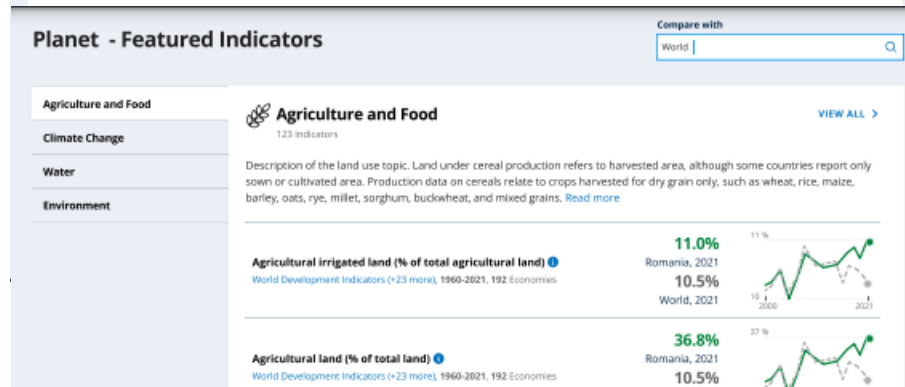 Compare with
Planet - Featured Indicators
World
Agriculture and Food
Climate Change
Water
Environment
Agriculture and Food
VIEW ALL >
123 Indicators
Description of the land use topic. Land under cereal production refers to harvested area, although some countries report only
sown or cultivated area. Production data on cereals relate to crops harvested for dry grain only, such as wheat, rice, maize,
barley, oats, rye, millet, sorghum, buckwheat, and mixed grains. Read more
Agricultural irrigated land (% of total agricultural land)
World Development Indicators (+23 more), 1960-2021, 192 Economies
11.0%
Romania, 2021
10.5%
World, 2021
11 %
10
2000
2021
Agricultural land (% of total land)
World Development Indicators (+23 more), 1960-2021, 192 Economies
36.8%
Romania, 2021
10.5%
37 %